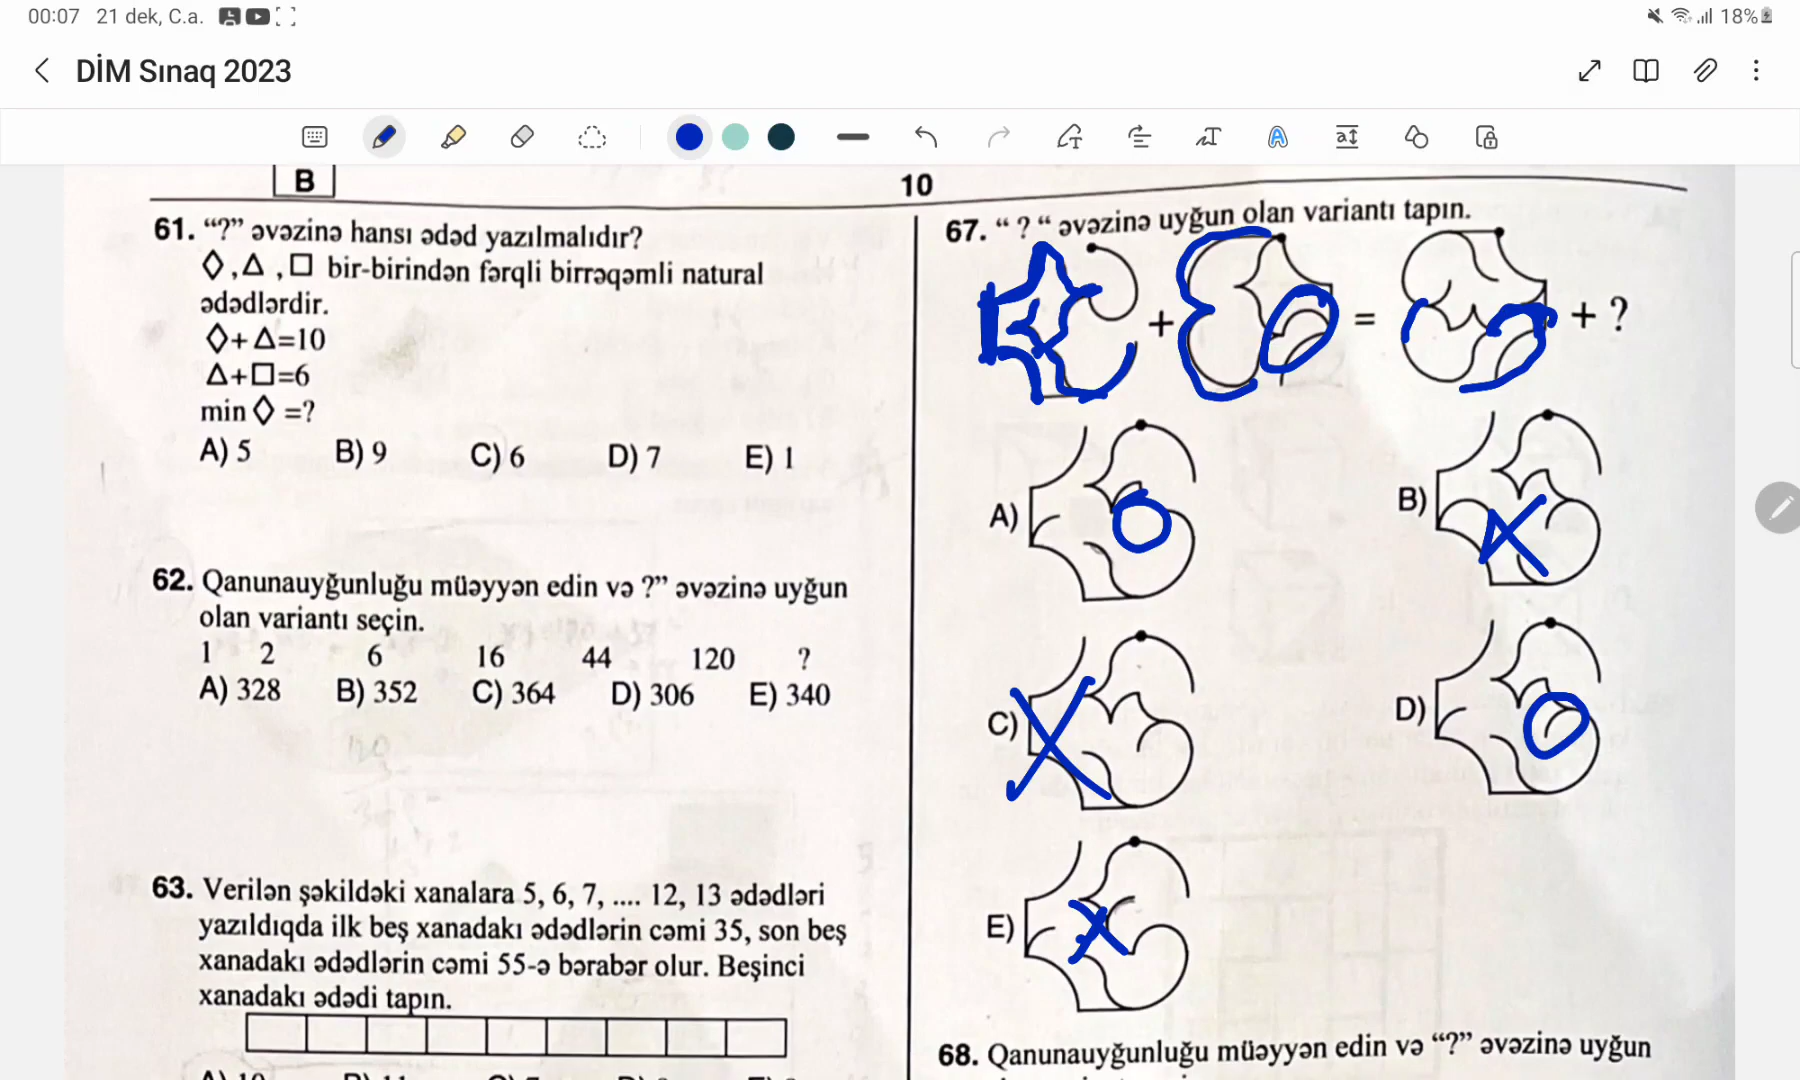 00:07 21 dek, C.a.
18%
DİM Sınaq 2023
B
10
61. “?” əvəzinə hansı ədəd yazılmalıdır?
◊ ,Δ ,□ bir-birindən fərqli birrəqəmli natural
ədədlərdir.
◊+Δ=10
Δ+□=6
min ◊ =?
A) 5 B) 9 C) 6 D) 7 E) 1
62. Qanunauyğunluğu müəyyən edin və ?” əvəzinə uyğun
olan variantı seçin.
1 2 6 16 44 120 ?
A) 328 B) 352 C) 364 D) 306 E) 340
63. Verilən şəkildəki xanalara 5, 6, 7, .... 12, 13 ədədləri
yazıldıqda ilk beş xanadakı ədədlərin cəmi 35, son beş
xanadakı ədədlərin cəmi 55-ə bərabər olur. Beşinci
xanadakı ədədi tapın.
67. “ ? “ əvəzinə uyğun olan variantı tapın.
+ = + ?
A)
B)
C)
D)
E)
68. Qanunauyğunluğu müəyyən edin və “?” əvəzinə uyğun